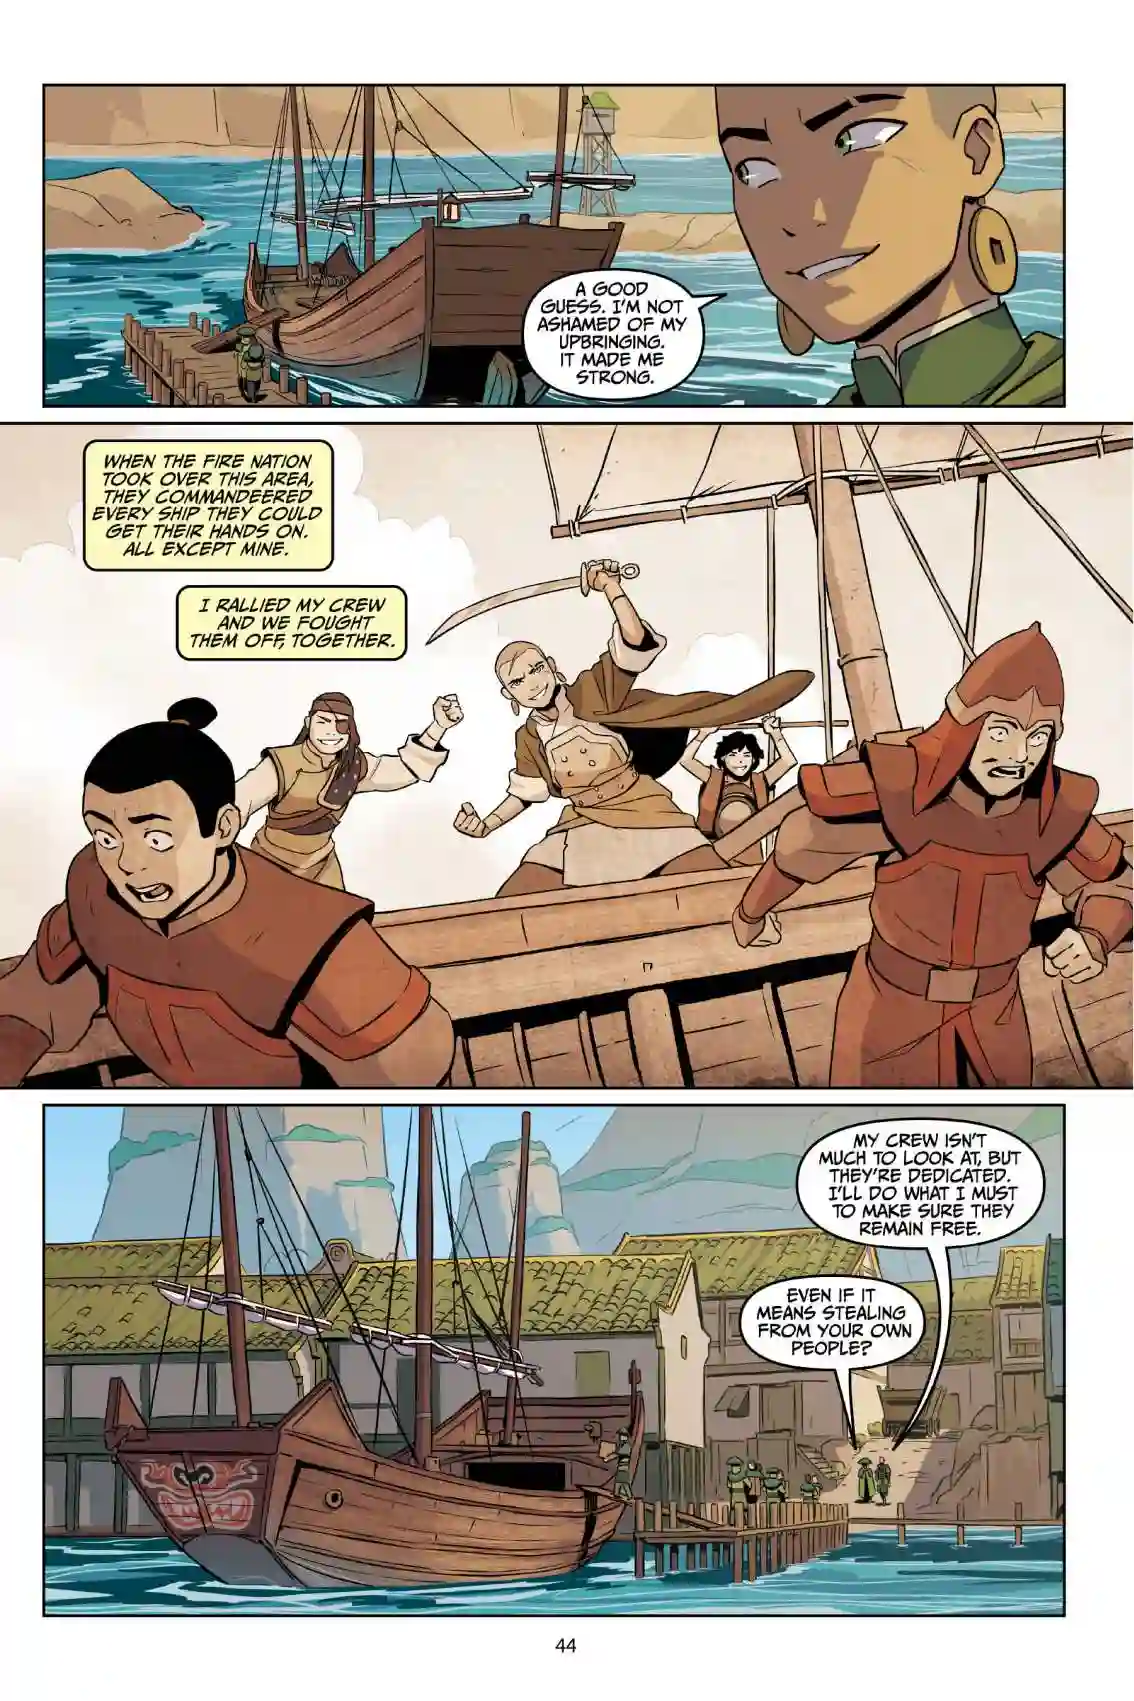 A GOOD
GUESS. I'M NOT
ASHAMED OF MY
UPBRINGING.
IT MADE ME
STRONG.
WHEN THE FIRE NATION
TOOK OVER THIS AREA,
THEY COMMANDEERED
EVERY SHIP THEY COULD
GET THEIR HANDS ON.
ALL EXCEPT MINE.
I RALLIED MY CREW
AND WE FOUGHT
THEM OFF, TOGETHER.
MY CREW ISN'T
MUCH TO LOOK AT, BUT
THEY'RE DEDICATED.
I'LL DO WHAT I MUST
TO MAKE SURE THEY
REMAIN FREE.
EVEN IF IT
MEANS STEALING
FROM YOUR OWN
PEOPLE?
44